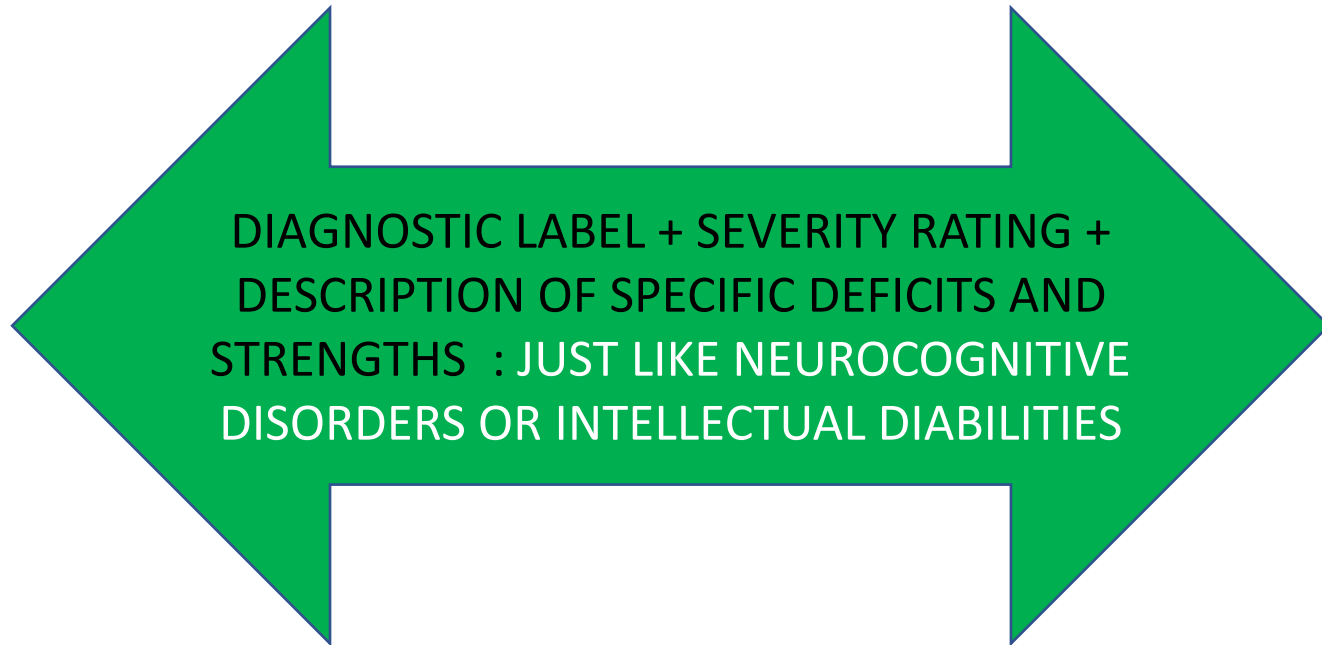 DIAGNOSTIC LABEL + SEVERITY RATING +
DESCRIPTION OF SPECIFIC DEFICITS AND
STRENGTHS : JUST LIKE NEUROCOGNITIVE
DISORDERS OR INTELLECTUAL DIABILITIES